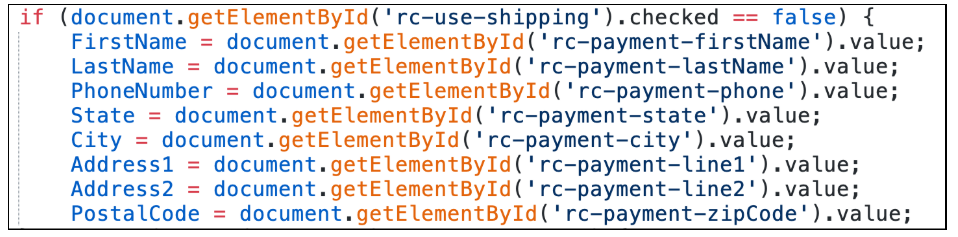 if (document.getElementById('rc-use-shipping').checked == false) {
FirstName = document.getElementById('rc-payment-firstName').value;
LastName = document.getElementById('rc-payment-lastName').value;
PhoneNumber = document.getElementById('rc-payment-phone').value;
State = document.getElementById('rc-payment-state').value;
City = document.getElementById('rc-payment-city').value;
Address1 = document.getElementById('rc-payment-line1').value;
Address2 = document.getElementById('rc-payment-line2').value;
PostalCode = document.getElementById('rc-payment-zipCode').value;